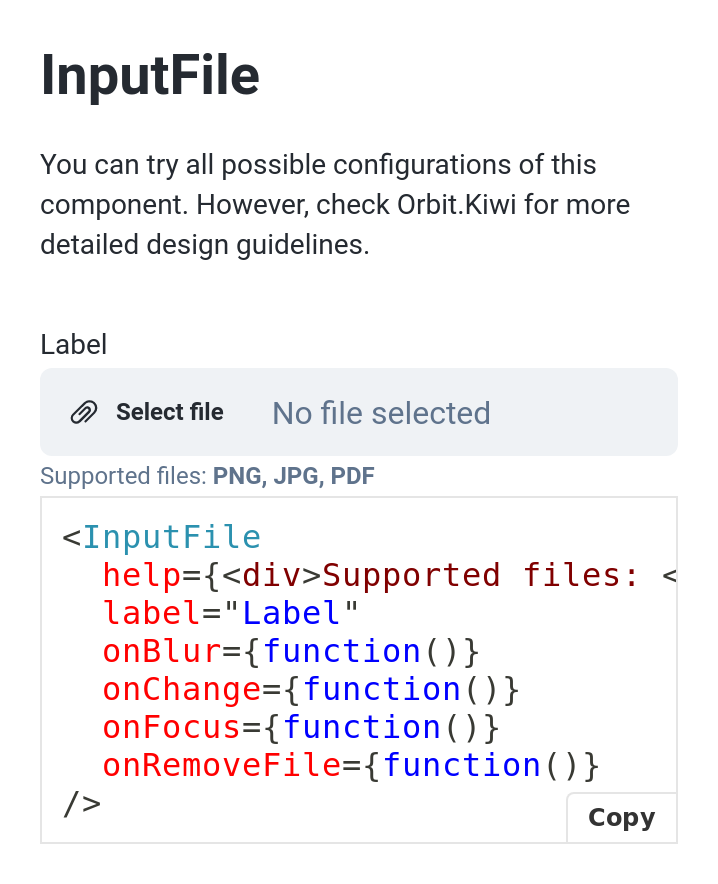 InputFile
You can try all possible configurations of this
component. However, check Orbit.Kiwi for more
detailed design guidelines.
Label
Select file No file selected
Supported files: PNG, JPG, PDF
<InputFile
  help={<div>Supported files: <
  label="Label"
  onBlur={function()}
  onChange={function()}
  onFocus={function()}
  onRemoveFile={function()}
/>
Copy